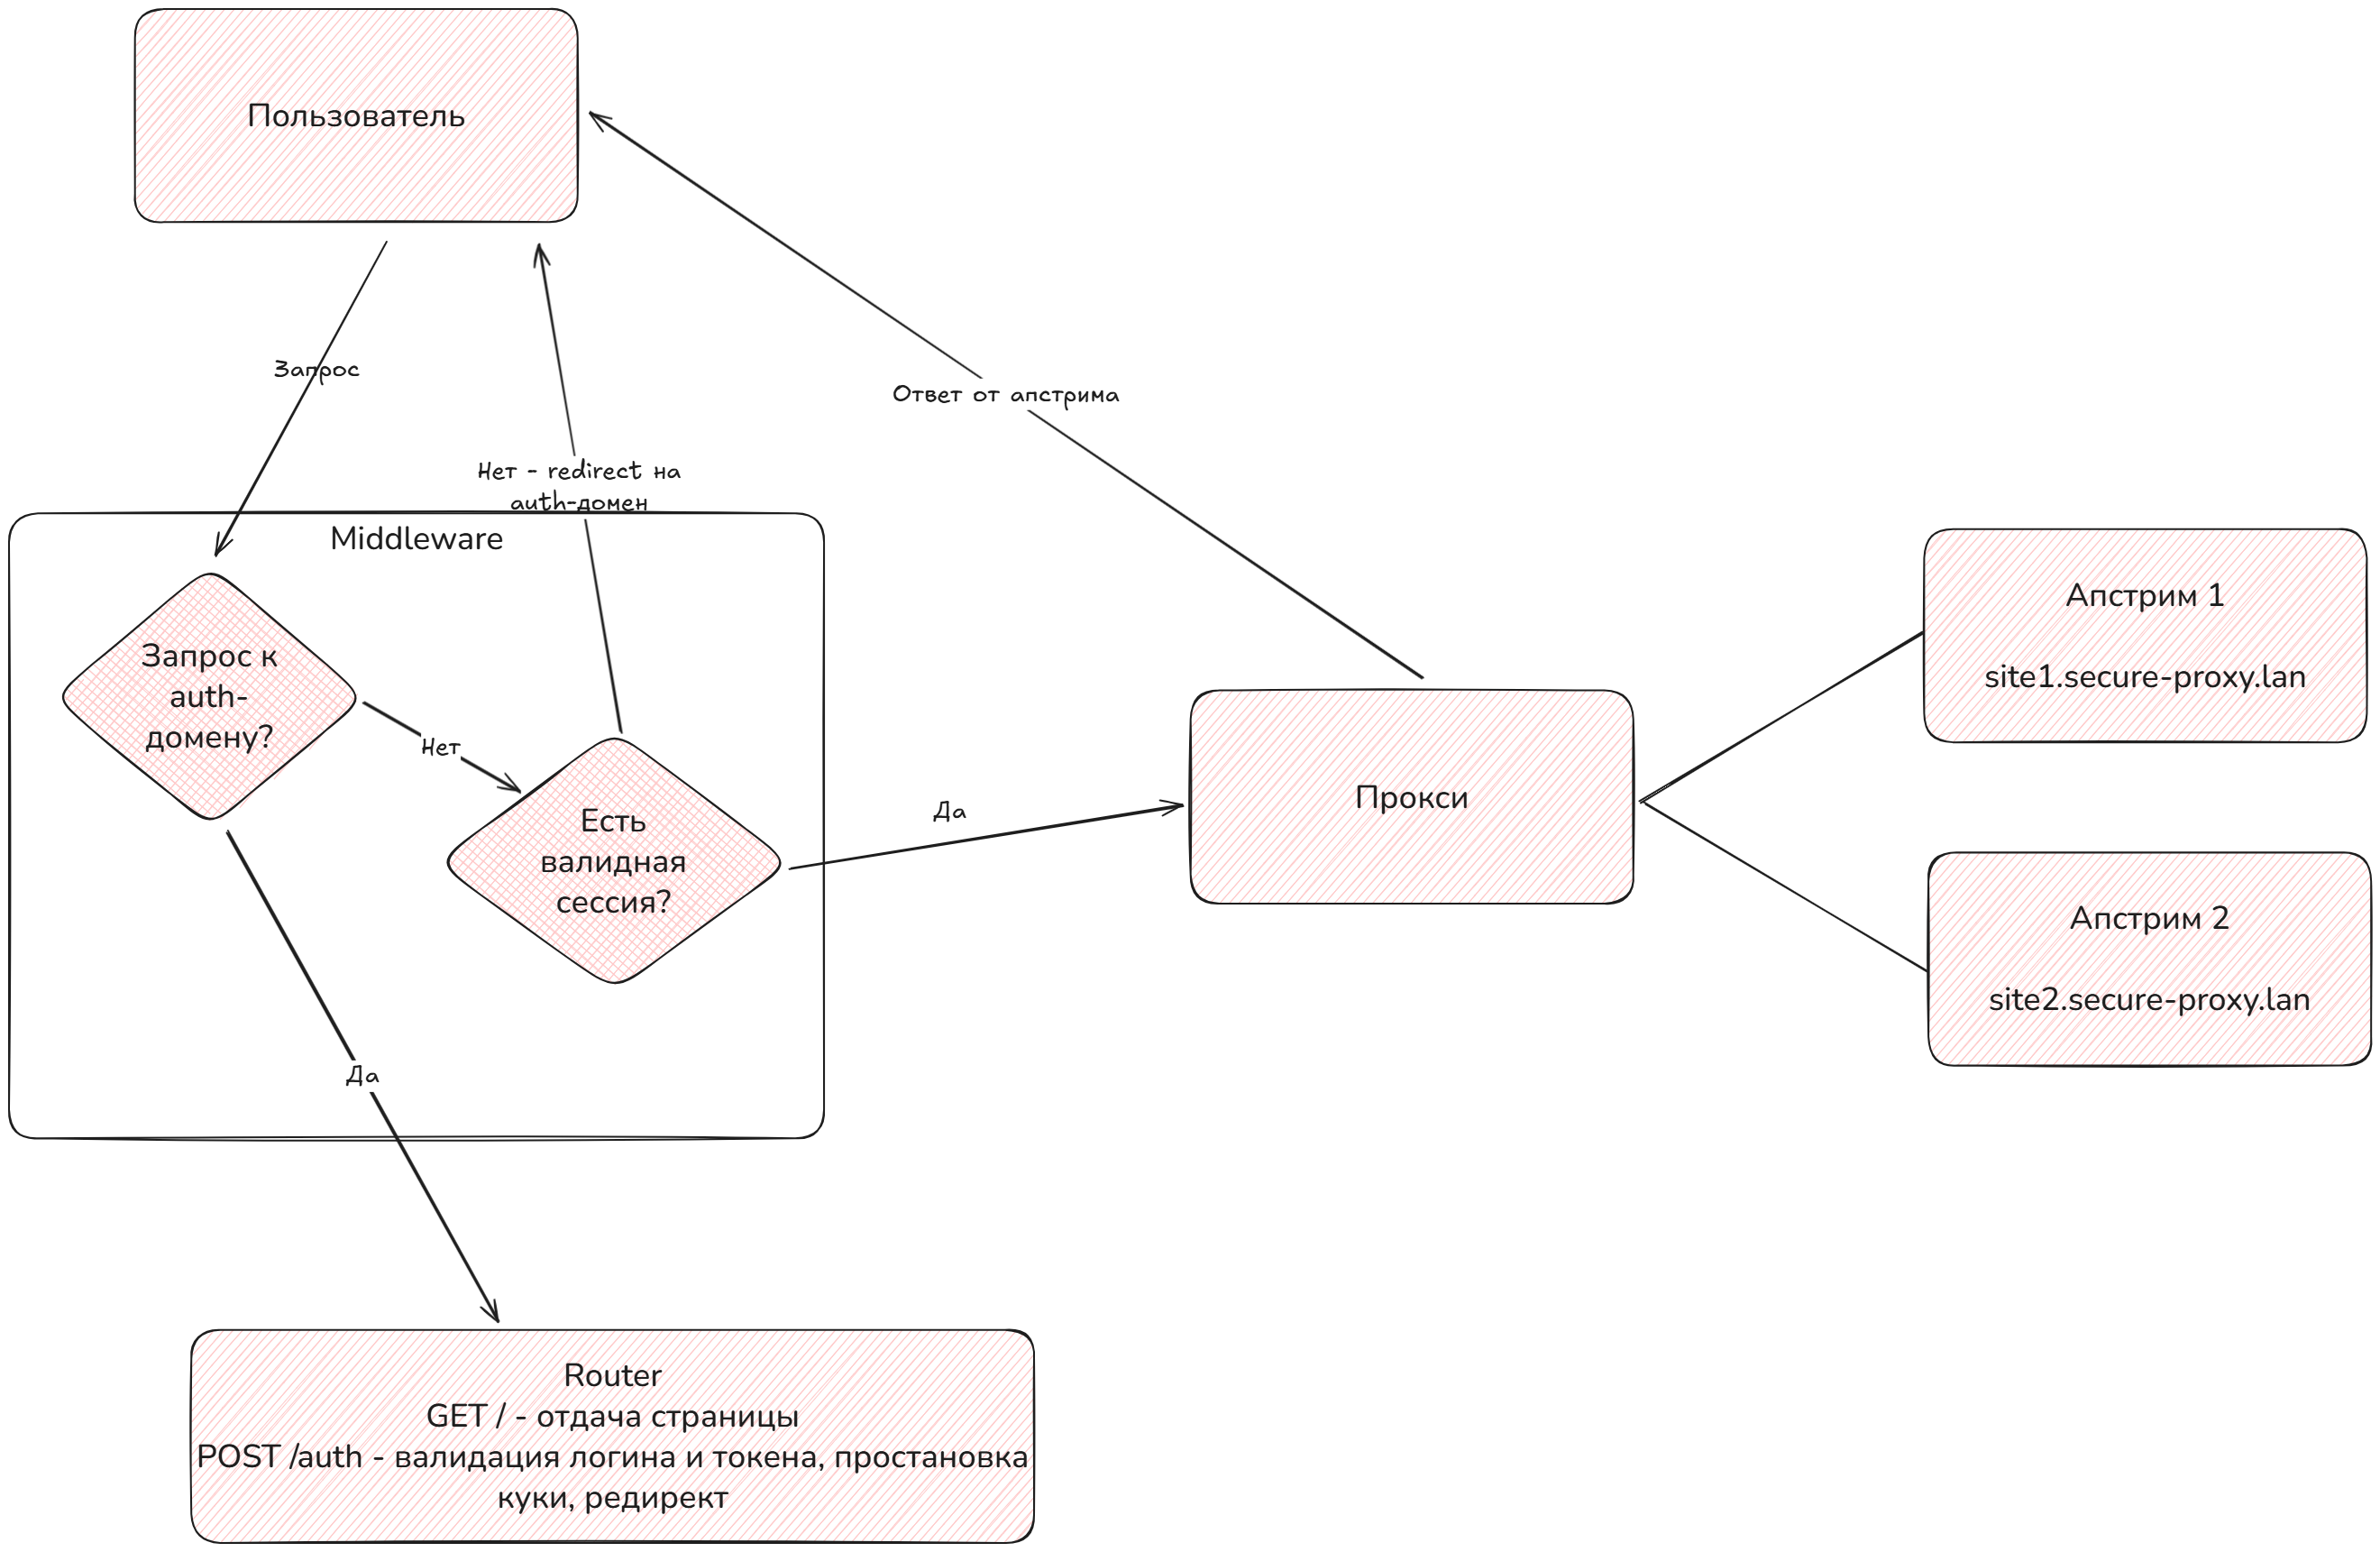 Пользователь
Запрос
Ответ от апстрима
Нет - redirect на
auth-домен
Middleware
Запрос к
auth-
домену?
Нет
Есть
валидная
сессия?
Да
Прокси
Апстрим 1
site1.secure-proxy.lan
Апстрим 2
site2.secure-proxy.lan
Да
Router
GET / - отдача страницы
POST /auth - валидация логина и токена, простановка
куки, редирект